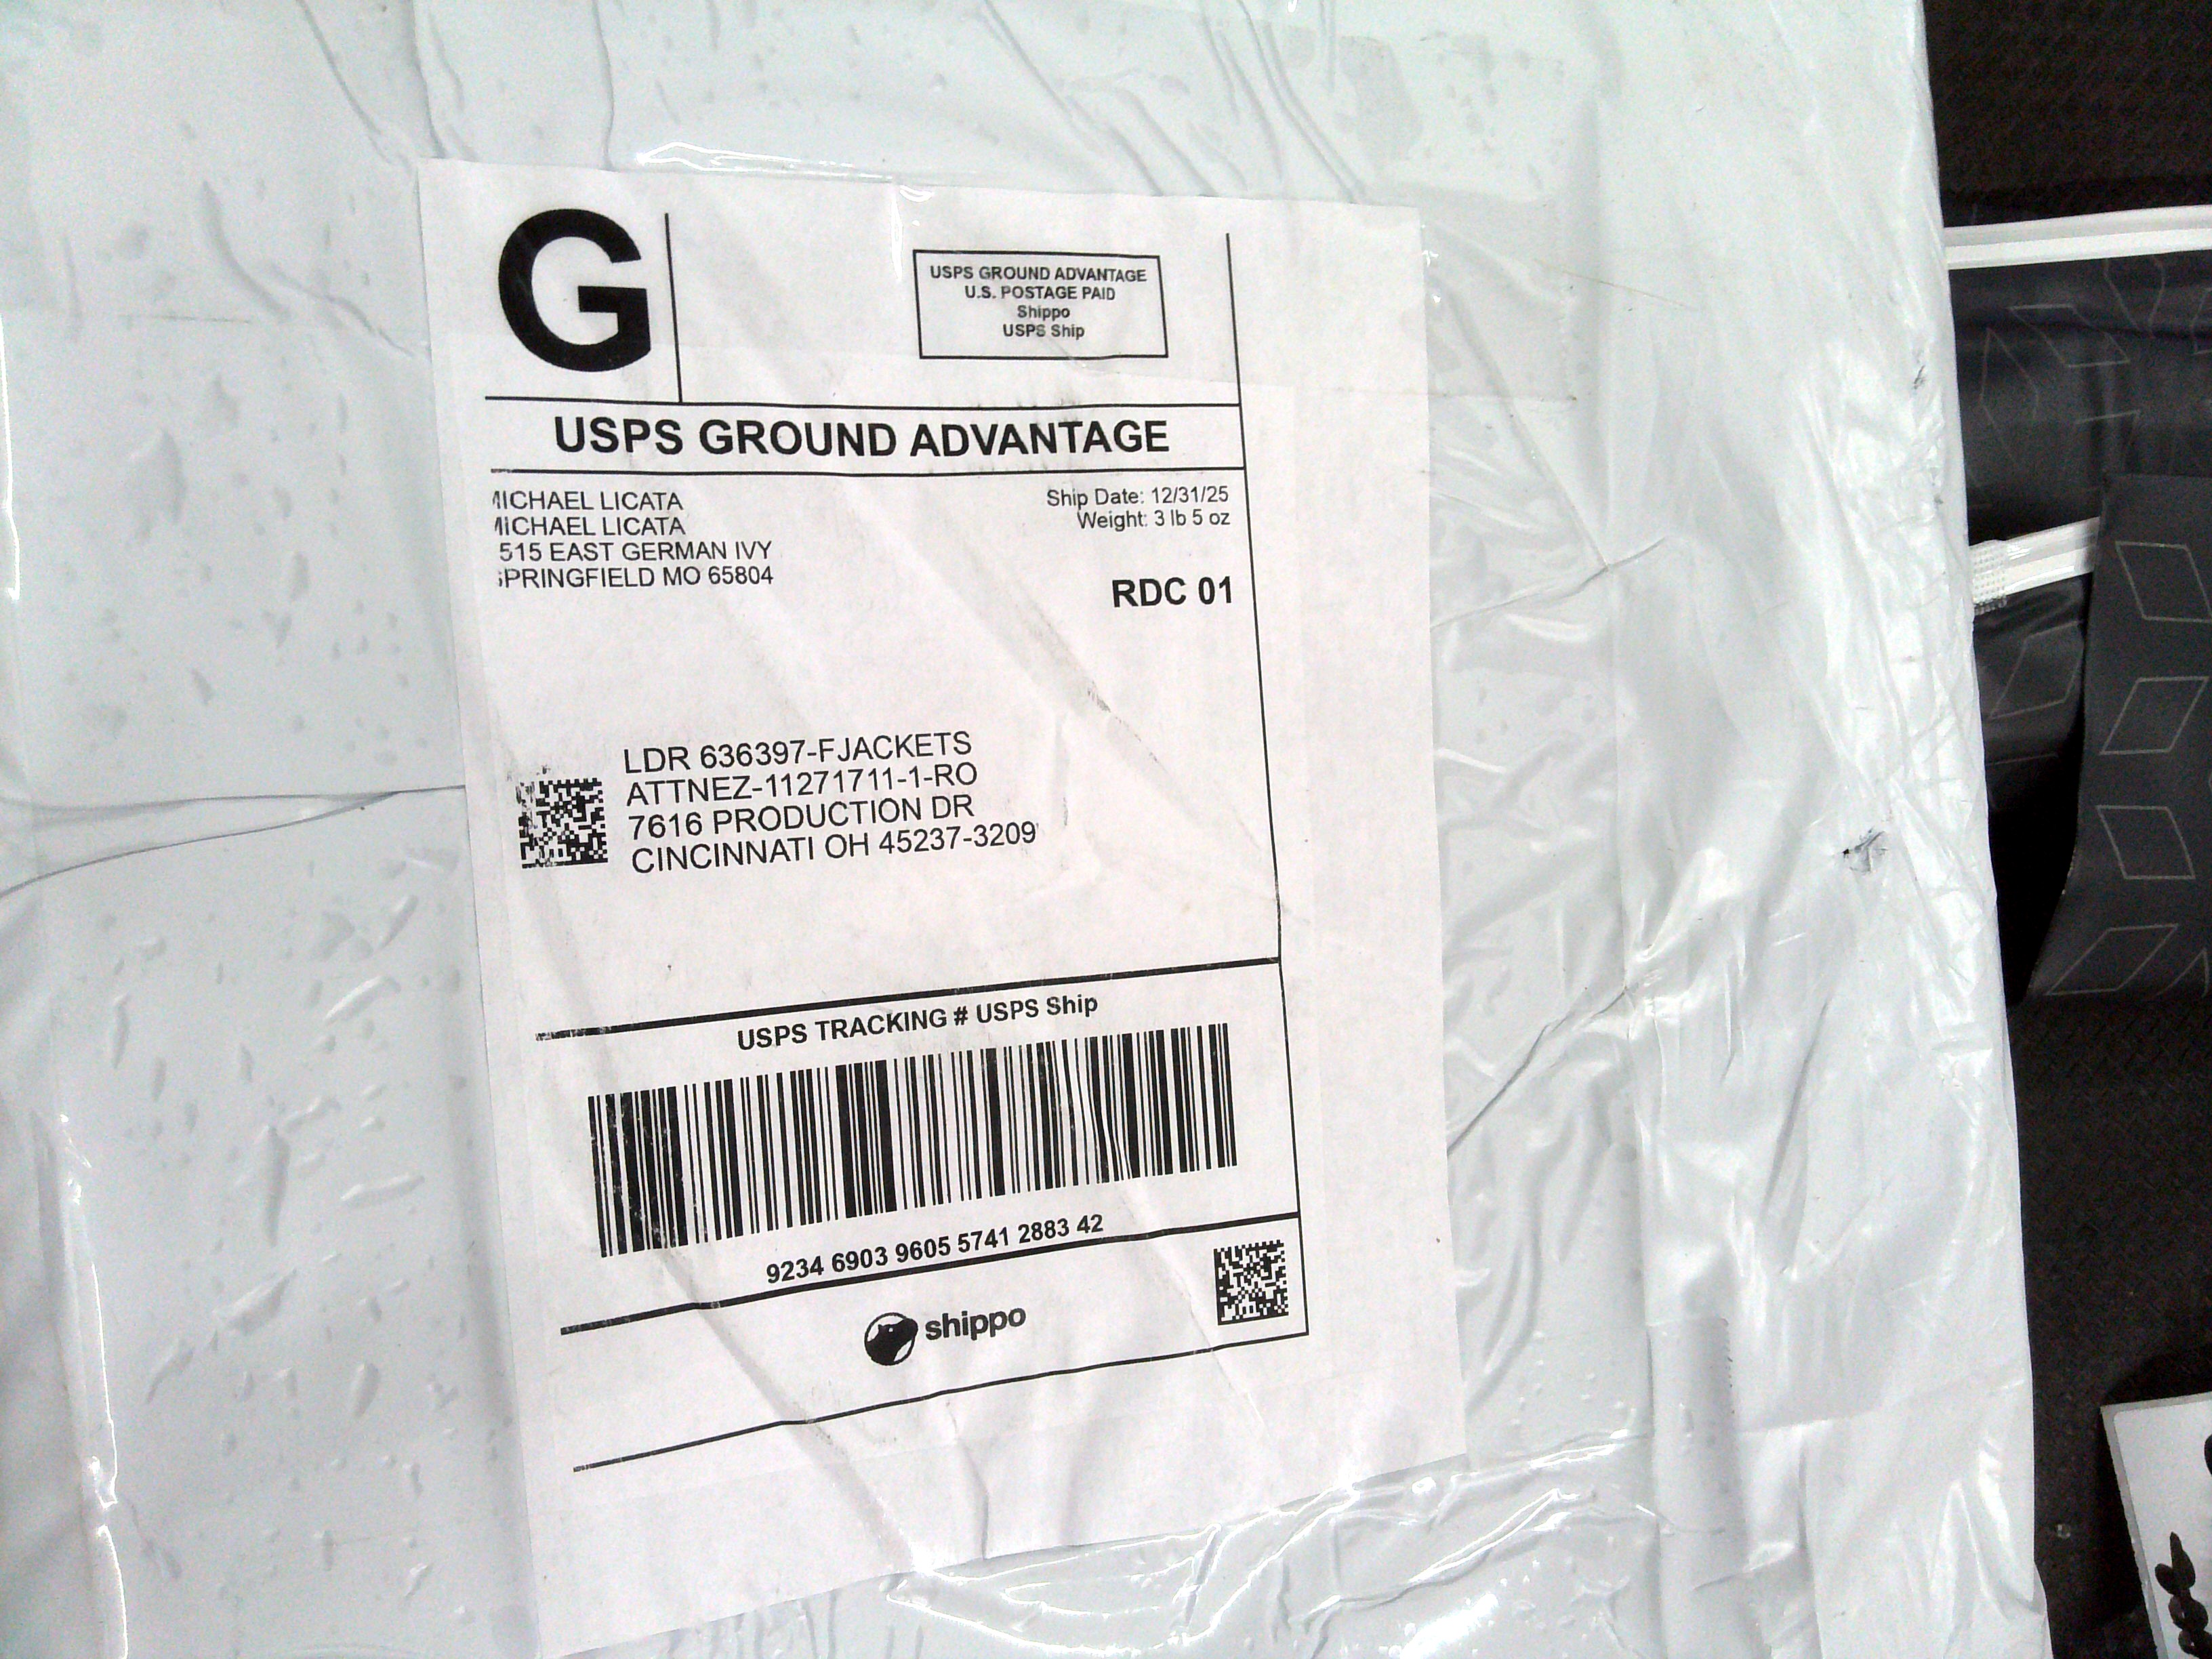 G
USPS GROUND ADVANTAGE
U.S. POSTAGE PAID
Shippo
USPS Ship
USPS GROUND ADVANTAGE
MICHAEL LICATA
MICHAEL LICATA
515 EAST GERMAN IVY
SPRINGFIELD MO 65804
Ship Date: 12/31/25
Weight: 3 lb 5 oz
RDC 01
LDR 636397-FJACKETS
ATTNEZ-11271711-1-RO
7616 PRODUCTION DR
CINCINNATI OH 45237-3209
USPS TRACKING # USPS Ship
9234 6903 9605 5741 2883 42
shippo